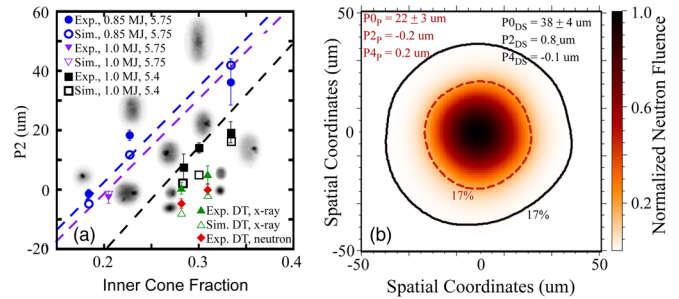 Exp., 0.85 MJ, 5.75
Sim., 0.85 MJ, 5.75
Exp., 1.0 MJ, 5.75
Sim., 1.0 MJ, 5.75
Exp., 1.0 MJ, 5.4
Sim., 1.0 MJ, 5.4
60
40
20
0
-20
P2 (um)
(a)
Exp. DT, x-ray
Sim. DT, x-ray
Exp. DT, neutron
0.2
0.3
0.4
Inner Cone Fraction
P0P = 22 ± 3 um
P2P = -0.2 um
P4P = 0.2 um
P0DS = 38 ± 4 um
P2DS = 0.8 um
P4DS = -0.1 um
50
0
-50
Spatial Coordinates (um)
17%
17%
(b)
-50
0
50
Spatial Coordinates (um)
1.0
0.6
0.2
Normalized Neutron Fluence